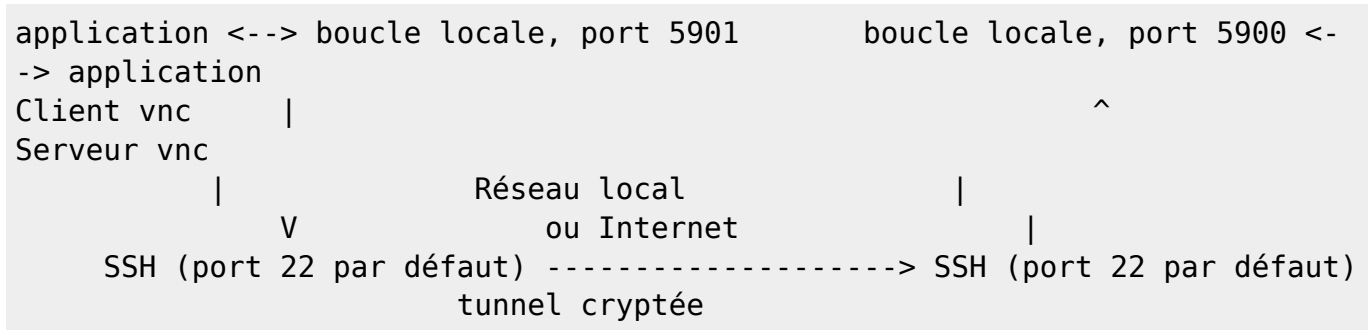 application <--> boucle locale, port 5901       boucle locale, port 5900 <-
-> application
Client vnc     |                                             ^
Serveur vnc
           |              Réseau local               |
               V              ou Internet                |
     SSH (port 22 par défaut) --------------------> SSH (port 22 par défaut)
                         tunnel cryptée